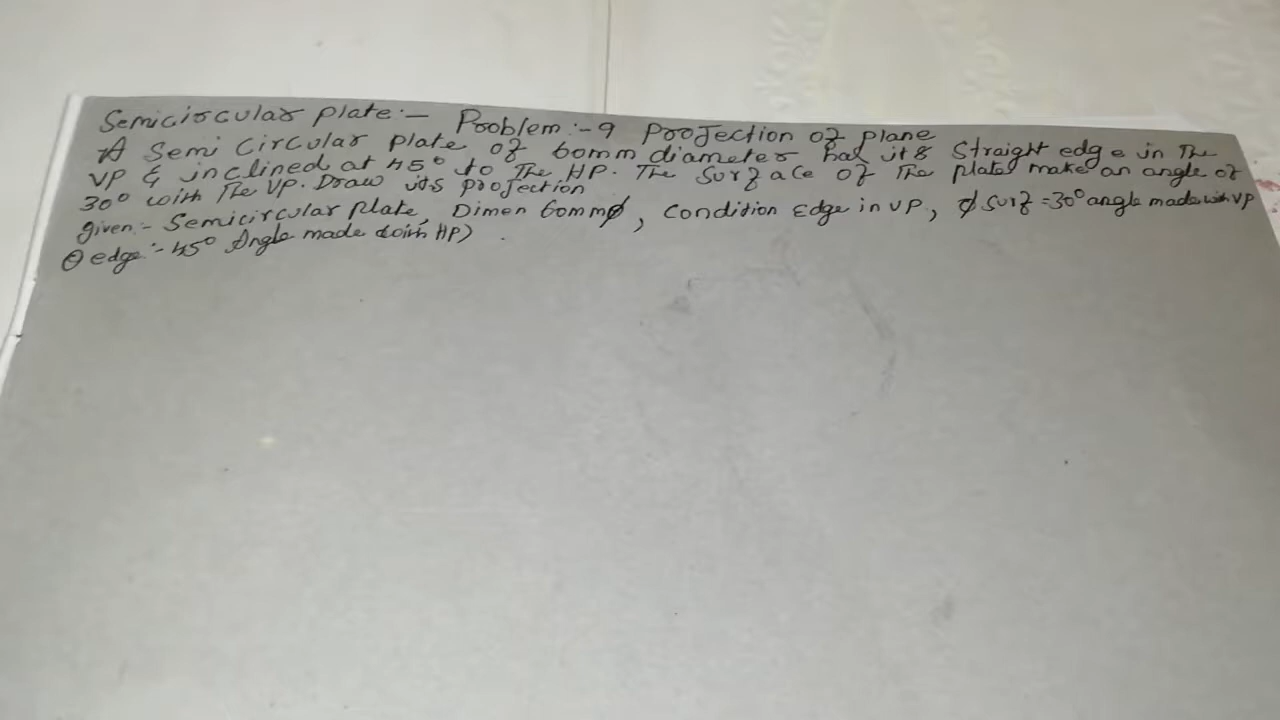 Semicircular plate:- Problem:-9 Projection of plane
A Semi Circular plate of 60mm diameter has its Straight edge in The
VP & inclined at 45° to The HP. The Surface of The plate make an angle of
30° with The VP. Draw its projection
given:- Semicircular plate, Dimen 60mmØ, Condition Edge in VP, φ Surf = 30° angle made with VP
θ edge:- 45° Angle made with HP)